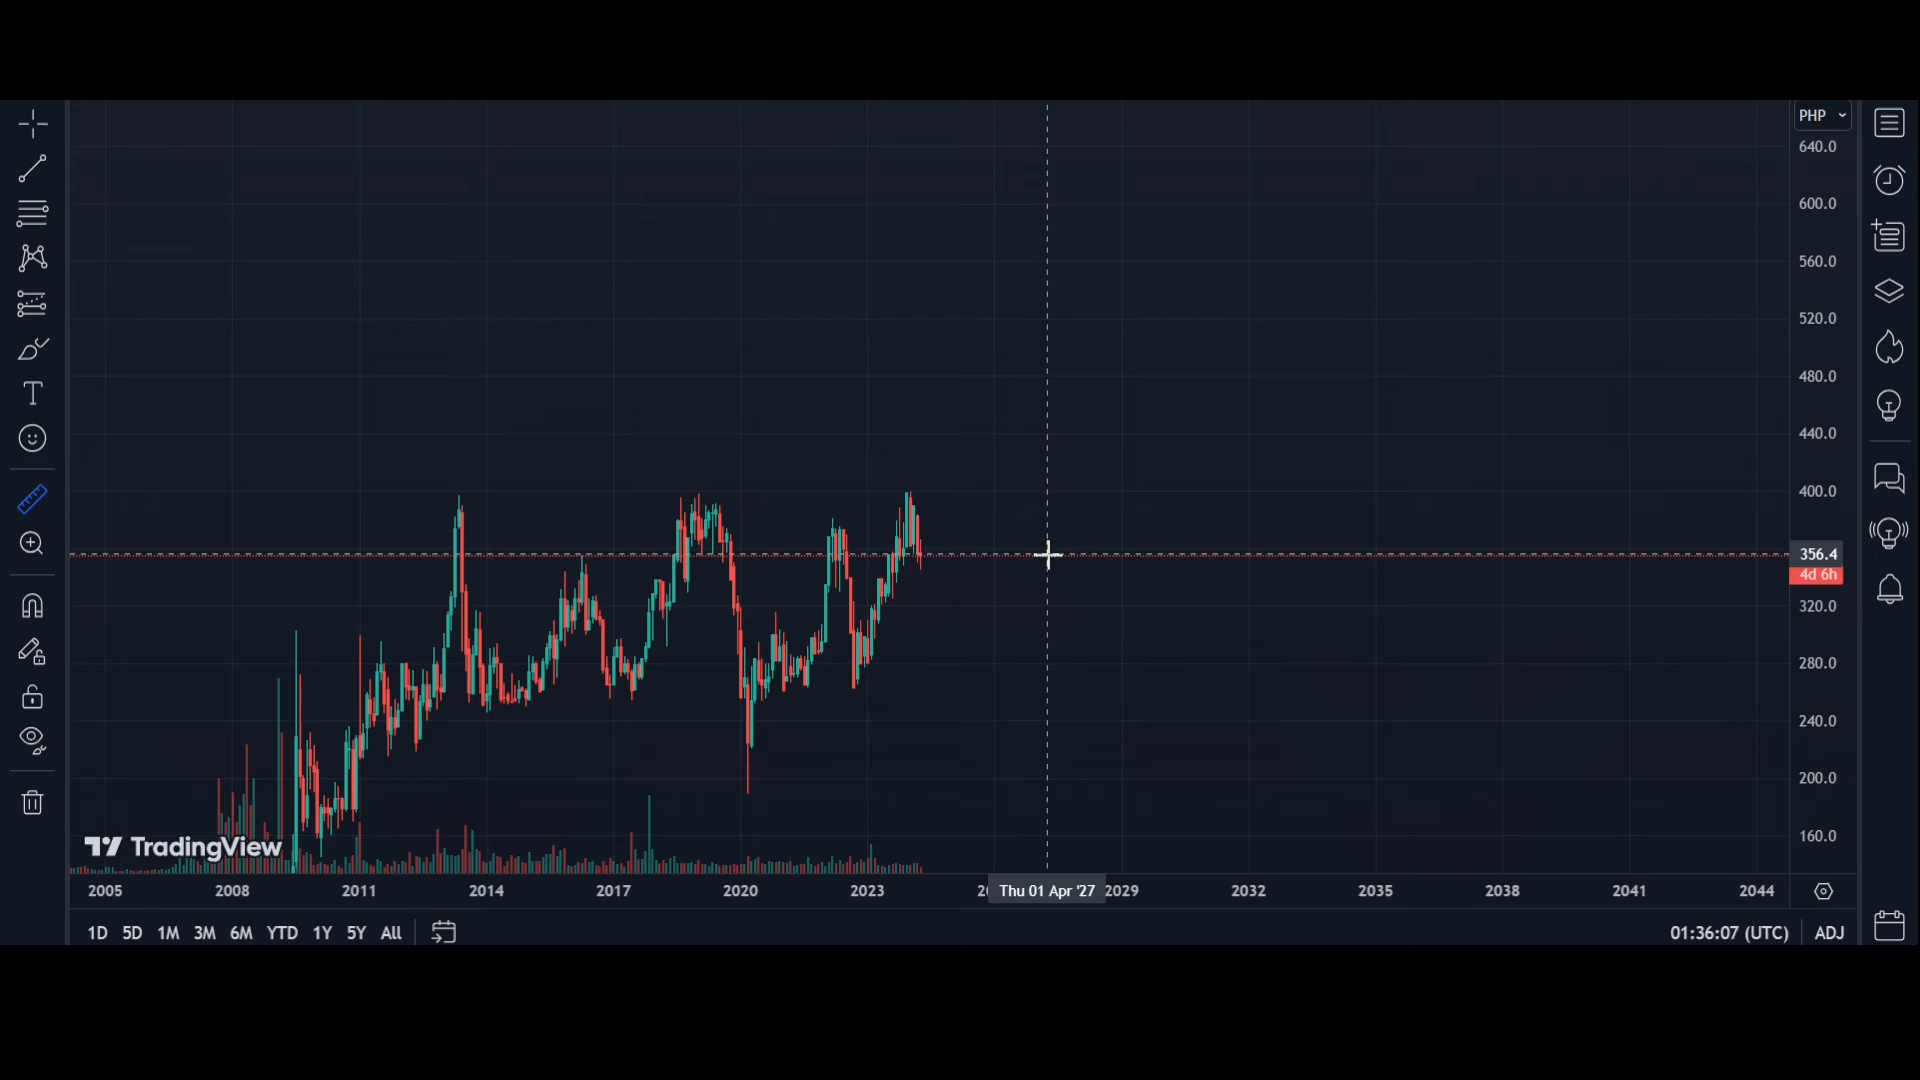 PHP
640.0
600.0
560.0
520.0
480.0
440.0
400.0
356.4
4d 6h
320.0
280.0
240.0
200.0
160.0
TradingView
2005 2008 2011 2014 2017 2020 2023 Thu 01 Apr '27 2029 2032 2035 2038 2041 2044
1D 5D 1M 3M 6M YTD 1Y 5Y All 01:36:07 (UTC) ADJ